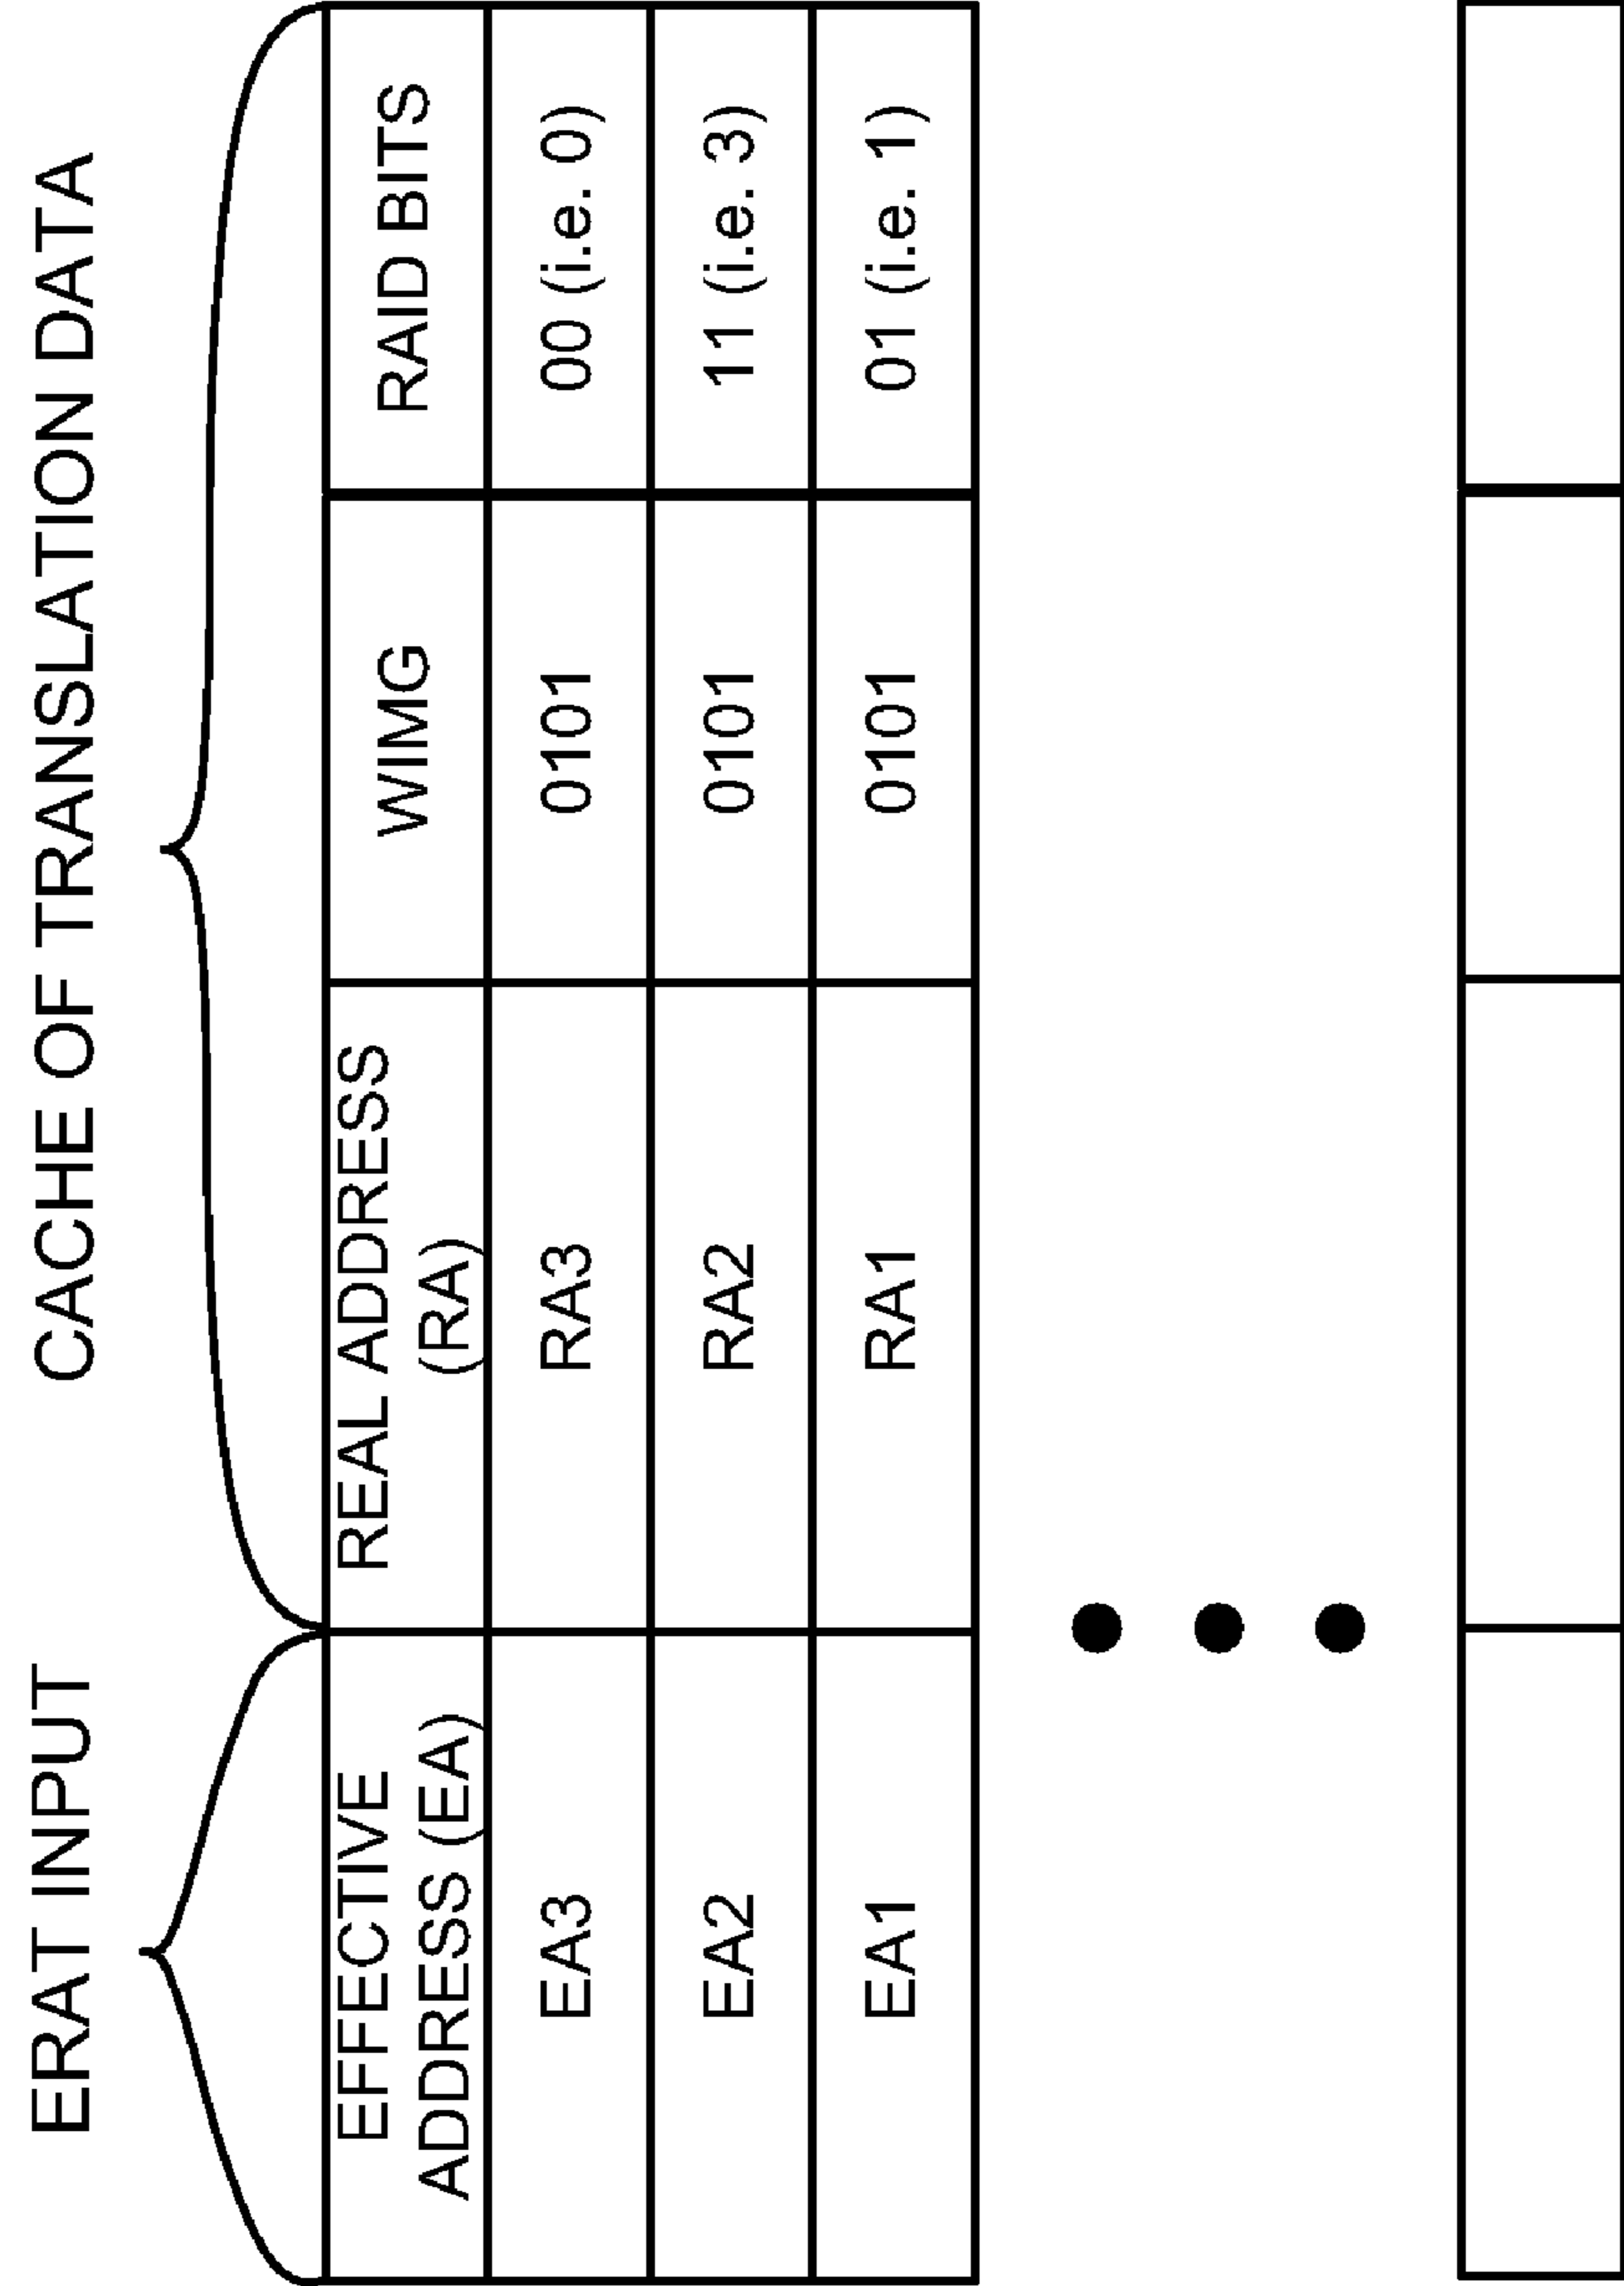 ERAT INPUT
CACHE OF TRANSLATION DATA
EFFECTIVE
ADDRESS (EA)
REAL ADDRESS
(RA)
WIMG
RAID BITS
EA3
RA3
0101
00 (i.e. 0)
EA2
RA2
0101
11 (i.e. 3)
EA1
RA1
0101
01 (i.e. 1)